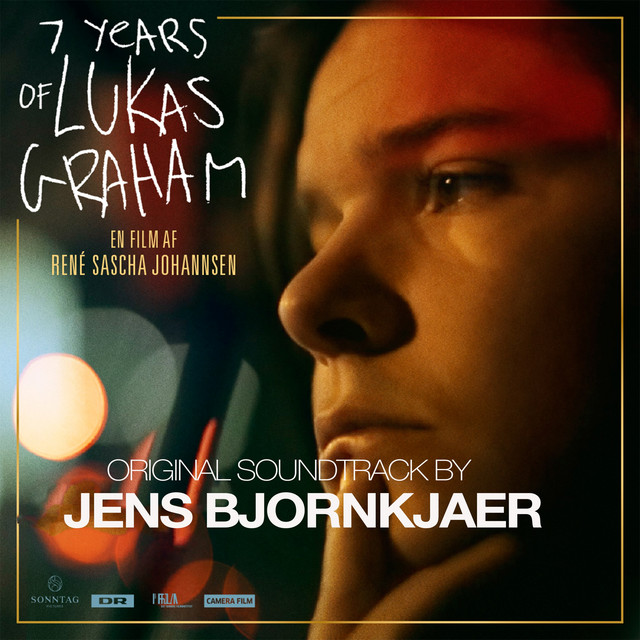 7 YEARS
OF LUKAS
GRAHAM
EN FILM AF
RENÉ SASCHA JOHANNSEN
ORIGINAL SOUNDTRACK BY
JENS BJORNKJAER
SONNTAG
DR
CAMERA FILM